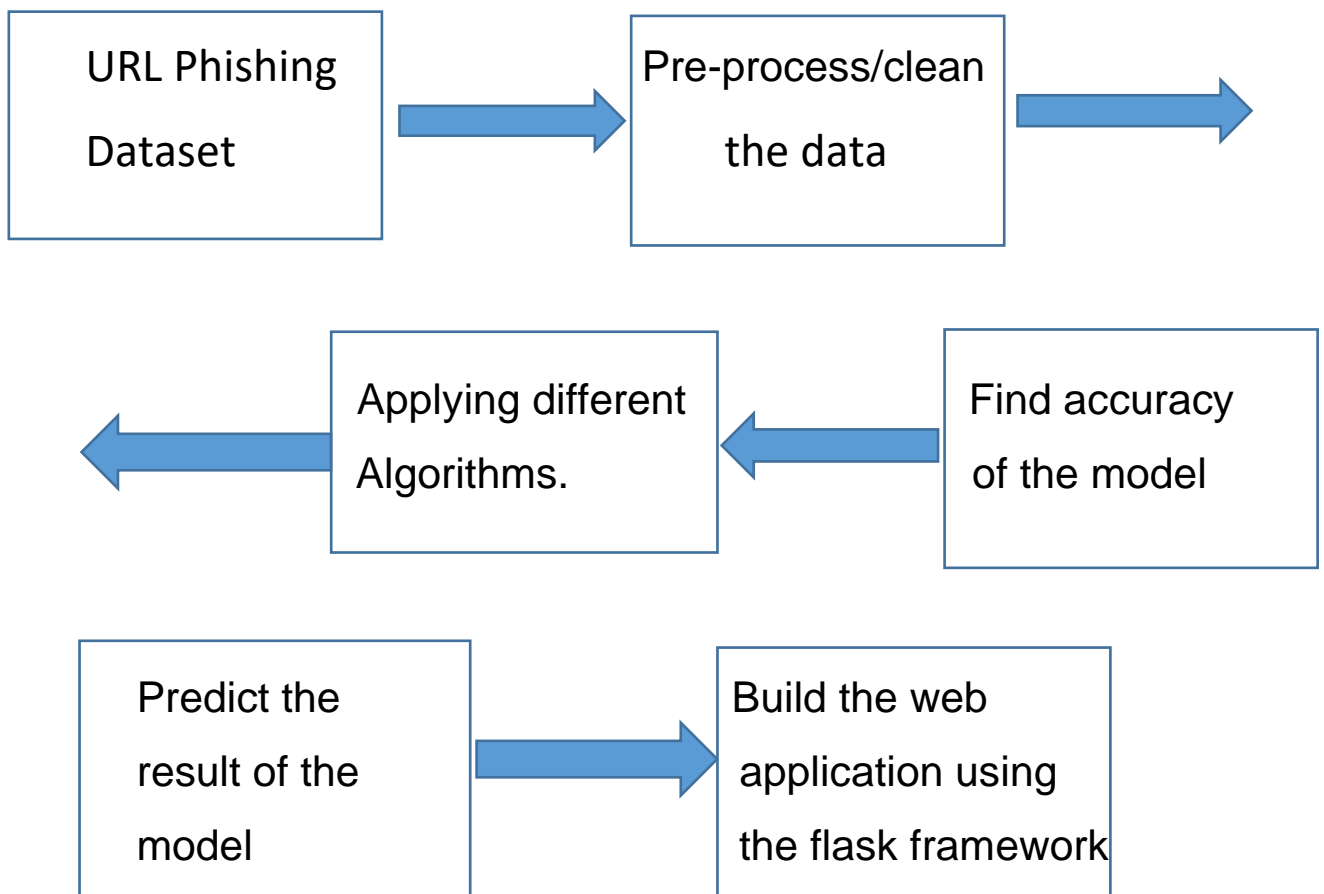 URL Phishing
Dataset
Pre-process/clean
the data
Find accuracy
of the model
Applying different
Algorithms.
Predict the
result of the
model
Build the web
application using
the flask framework